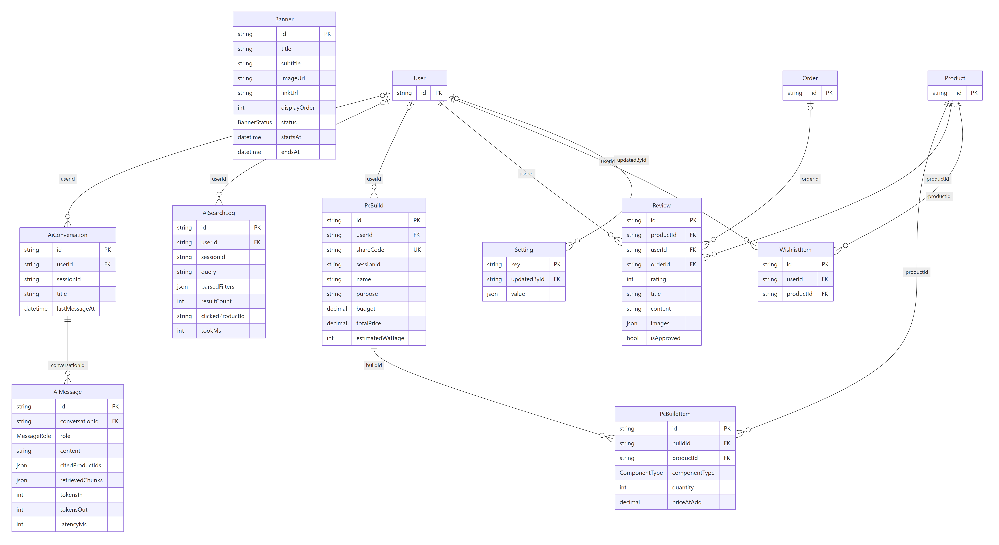 Banner
string id PK
string title
string subtitle
string imageUrl
string linkUrl
int displayOrder
BannerStatus status
datetime startsAt
datetime endsAt
User
string id PK
Order
string id PK
Product
string id PK
userId
userId
userId
userId
userId
updatedById
orderId
productId
productId
productId
AiConversation
string id PK
string userId FK
string sessionId
string title
datetime lastMessageAt
AiSearchLog
string id PK
string userId FK
string sessionId
string query
json parsedFilters
int resultCount
string clickedProductId
int tookMs
PcBuild
string id PK
string userId FK
string shareCode UK
string sessionId
string name
string purpose
decimal budget
decimal totalPrice
int estimatedWattage
Setting
string key PK
string updatedById FK
json value
Review
string id PK
string productId FK
string userId FK
string orderId FK
int rating
string title
string content
json images
bool isApproved
WishlistItem
string id PK
string userId FK
string productId FK
conversationId
buildId
AiMessage
string id PK
string conversationId FK
MessageRole role
string content
json citedProductIds
json retrievedChunks
int tokensIn
int tokensOut
int latencyMs
PcBuildItem
string id PK
string buildId FK
string productId FK
ComponentType componentType
int quantity
decimal priceAtAdd